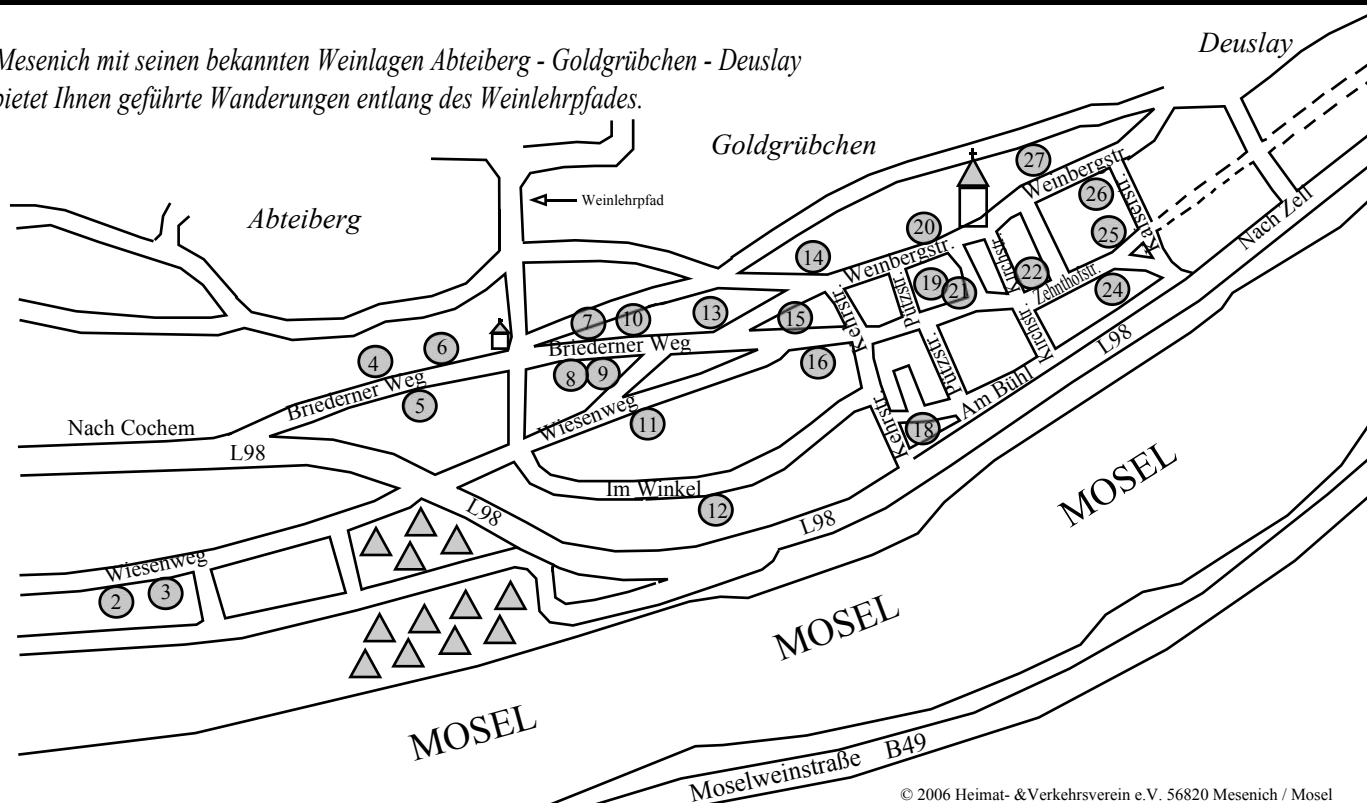 Mesenich mit seinen bekannten Weinlagen Abteiberg - Goldgrübchen - Deuslay
bietet Ihnen geführte Wanderungen entlang des Weinlehrpfades.
Deuslay
Goldgrübchen
Abteiberg
Weinlehrpfad
27
Weinbergstr.
26
Kaiserstr.
25
Nach Zell
20
Weinbergstr.
14
Kirchstr.
22
Zehnthofstr.
24
19
21
Pützstr.
Kehrstr.
15
13
10
7
Briederner Weg
6
4
16
Kirchstr.
L98
Pützstr.
Am Bühl
8
9
Briederner Weg
5
Wiesenweg
11
Kehrstr.
18
Nach Cochem
L98
Im Winkel
12
L98
L98
MOSEL
Wiesenweg
2
3
MOSEL
MOSEL
Moselweinstraße B49
© 2006 Heimat- &Verkehrsverein e.V. 56820 Mesenich / Mosel